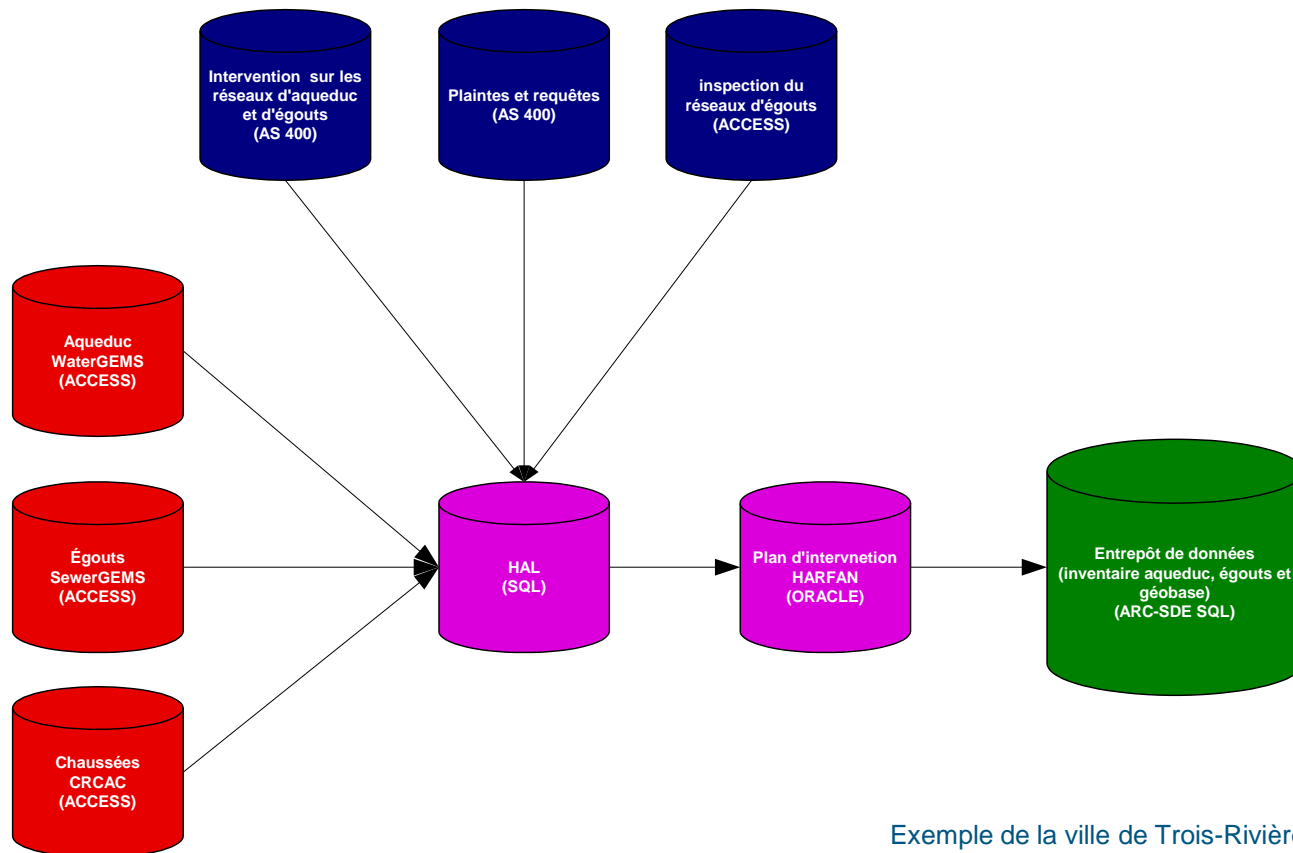 Intervention sur les
réseaux d'aqueduc
et d'égouts
(AS 400)
Plaintes et requêtes
(AS 400)
inspection du
réseaux d'égouts
(ACCESS)
Aqueduc
WaterGEMS
(ACCESS)
Égouts
SewerGEMS
(ACCESS)
HAL
(SQL)
Plan d'intervnetion
HARFAN
(ORACLE)
Entrepôt de données
(inventaire aqueduc, égouts et
géobase)
(ARC-SDE SQL)
Chaussées
CRCAC
(ACCESS)
Exemple de la ville de Trois-Rivière